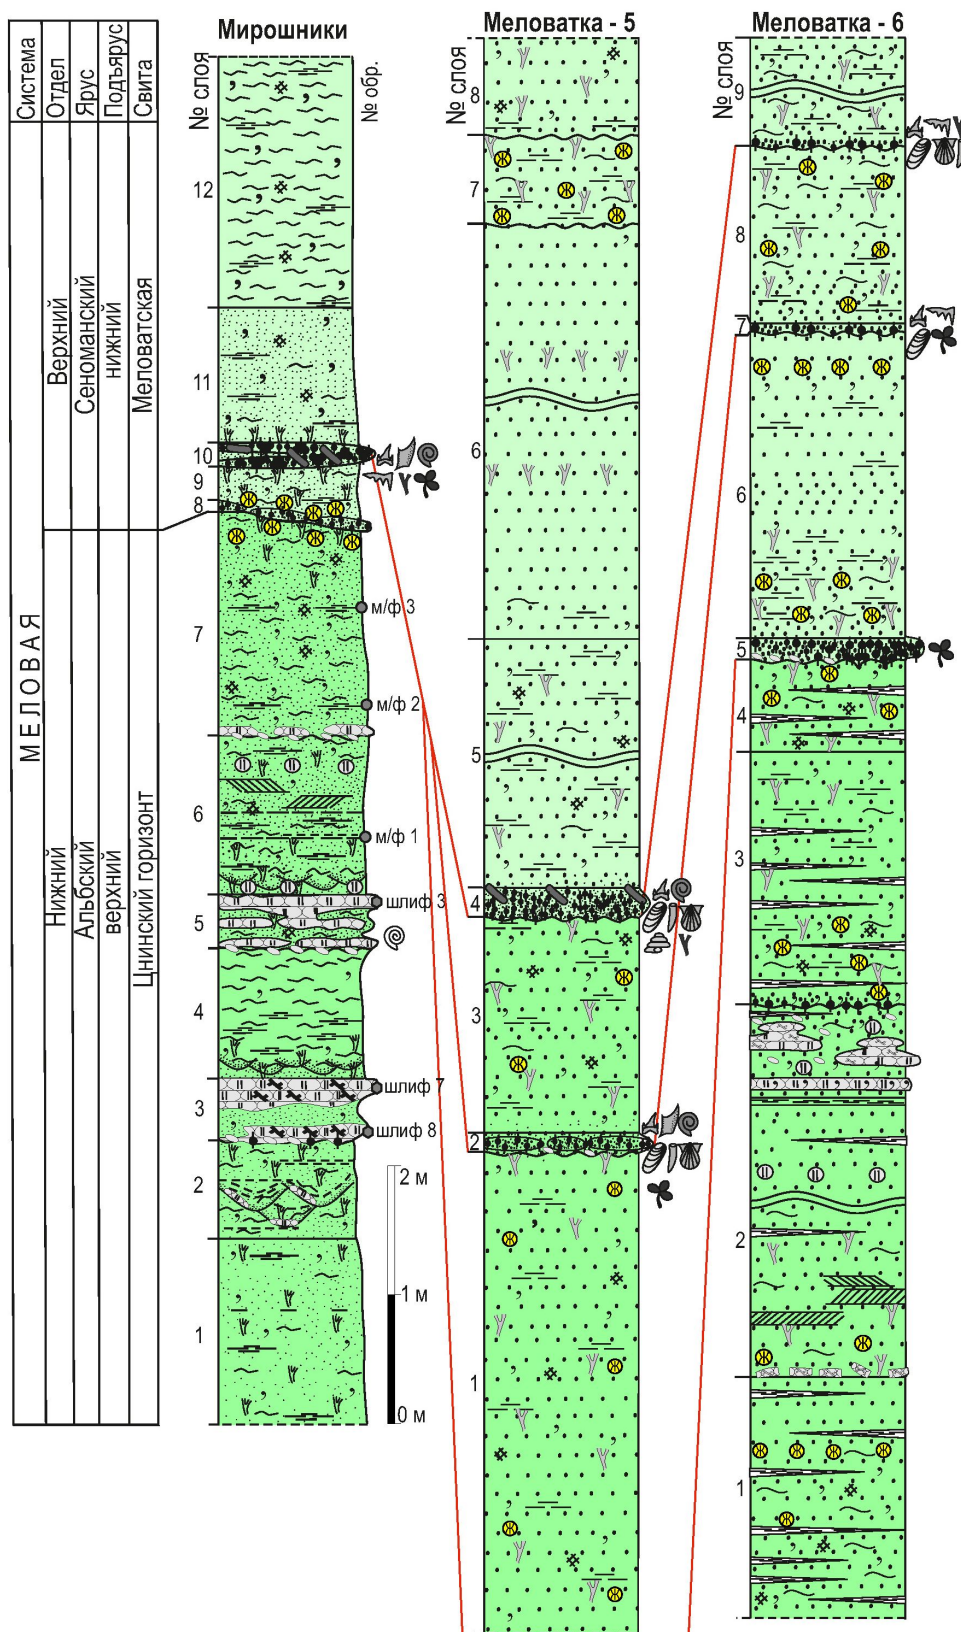 Система
Отдел
Ярус
Подъярус
Свита
МЕЛОВАЯ
Верхний
Сеноманский
нижний
Меловатская
Нижний
Альбский
верхний
Цнинский горизонт
Мирошники
№ слоя
№ обр.
12
11
10
9
8
7
6
5
4
3
2
1
м/ф 3
м/ф 2
м/ф 1
шлиф 3
шлиф 7
шлиф 8
2 м
1 м
0 м
Меловатка - 5
№ слоя
8
7
6
5
4
3
2
1
Меловатка - 6
№ слоя
9
8
7
6
5
4
3
2
1